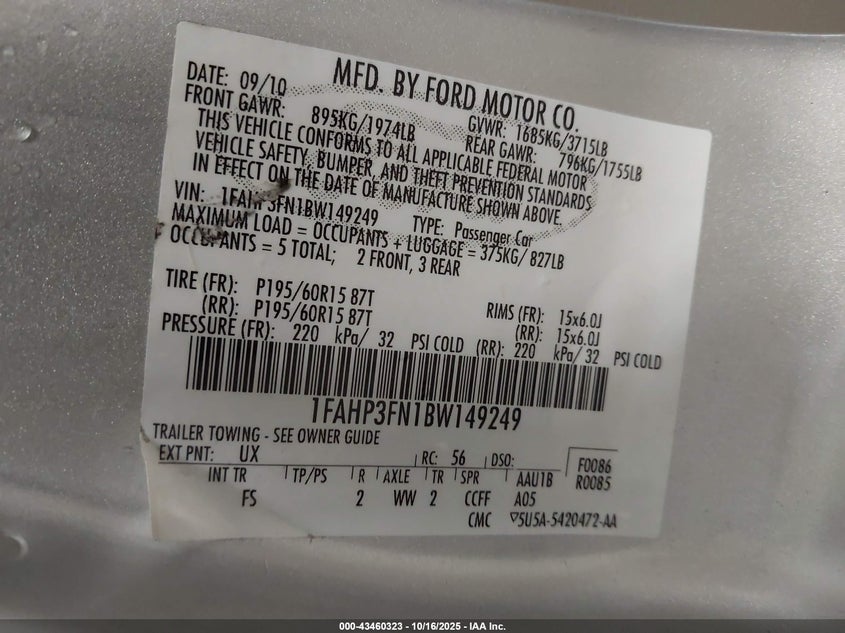 MFD. BY FORD MOTOR CO.
DATE: 09/10 GVWR: 1685KG/3715LB
FRONT GAWR: 895KG/1974LB REAR GAWR: 796KG/1755LB
THIS VEHICLE CONFORMS TO ALL APPLICABLE FEDERAL MOTOR
VEHICLE SAFETY, BUMPER, AND THEFT PREVENTION STANDARDS
IN EFFECT ON THE DATE OF MANUFACTURE SHOWN ABOVE.
VIN: 1FAHP3FN1BW149249 TYPE: Passenger Car
MAXIMUM LOAD = OCCUPANTS + LUGGAGE = 375KG/ 827LB
OCCUPANTS = 5 TOTAL; 2 FRONT, 3 REAR
TIRE (FR): P195/60R15 87T RIMS (FR): 15x6.0J
(RR): P195/60R15 87T (RR): 15x6.0J
PRESSURE (FR): 220 kPa/ 32 PSI COLD (RR): 220 kPa/ 32 PSI COLD
1FAHP3FN1BW149249
TRAILER TOWING - SEE OWNER GUIDE
EXT PNT: UX RC: 56 DSO: F0086
INT TR TP/PS R AXLE TR SPR AAU1B R0085
FS 2 WW 2 CCFF A05
CMC ▽5U5A-5420472-AA
000-43460323 - 10/16/2025 - IAA Inc.